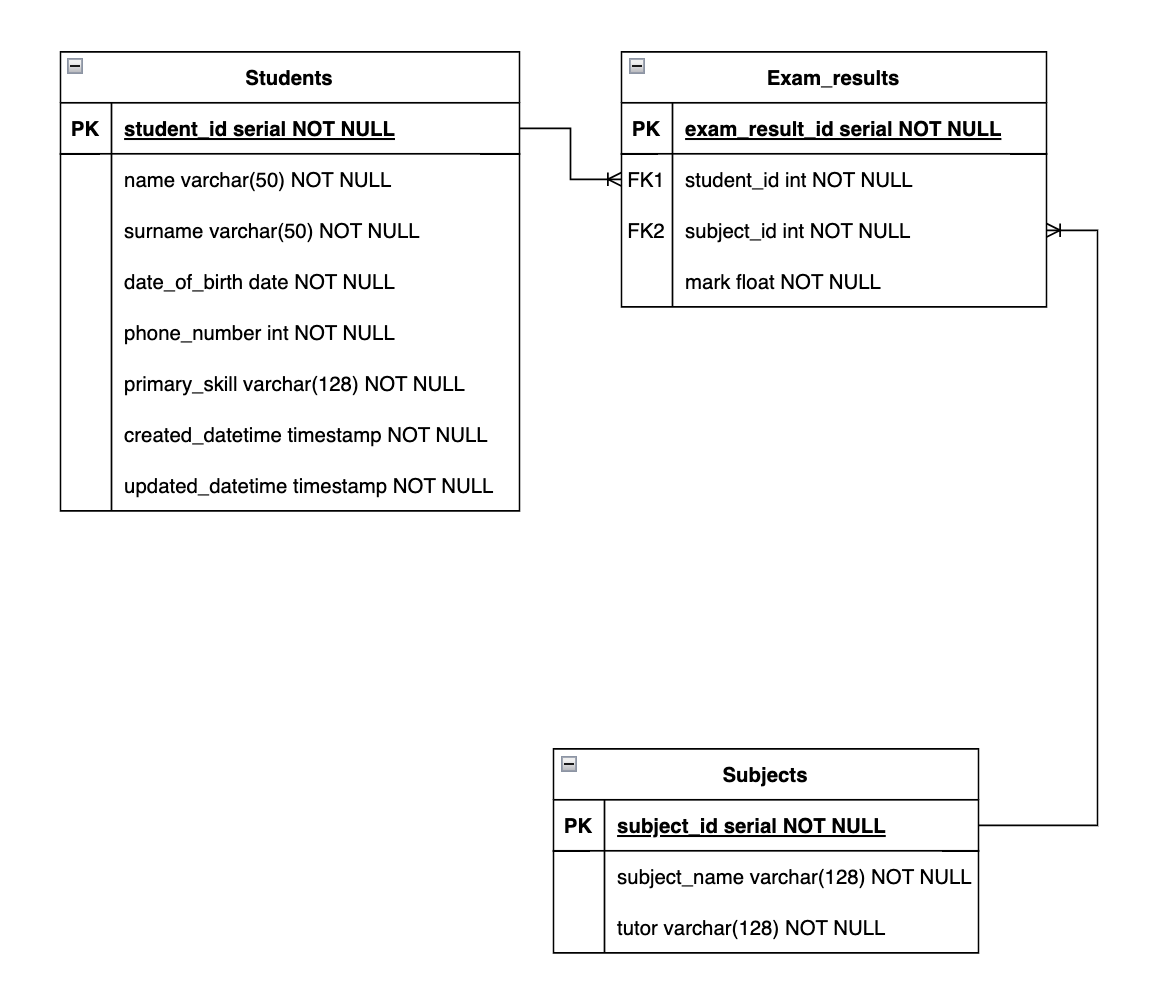 Students
PK student_id serial NOT NULL
name varchar(50) NOT NULL
surname varchar(50) NOT NULL
date_of_birth date NOT NULL
phone_number int NOT NULL
primary_skill varchar(128) NOT NULL
created_datetime timestamp NOT NULL
updated_datetime timestamp NOT NULL
Exam_results
PK exam_result_id serial NOT NULL
FK1 student_id int NOT NULL
FK2 subject_id int NOT NULL
mark float NOT NULL
Subjects
PK subject_id serial NOT NULL
subject_name varchar(128) NOT NULL
tutor varchar(128) NOT NULL